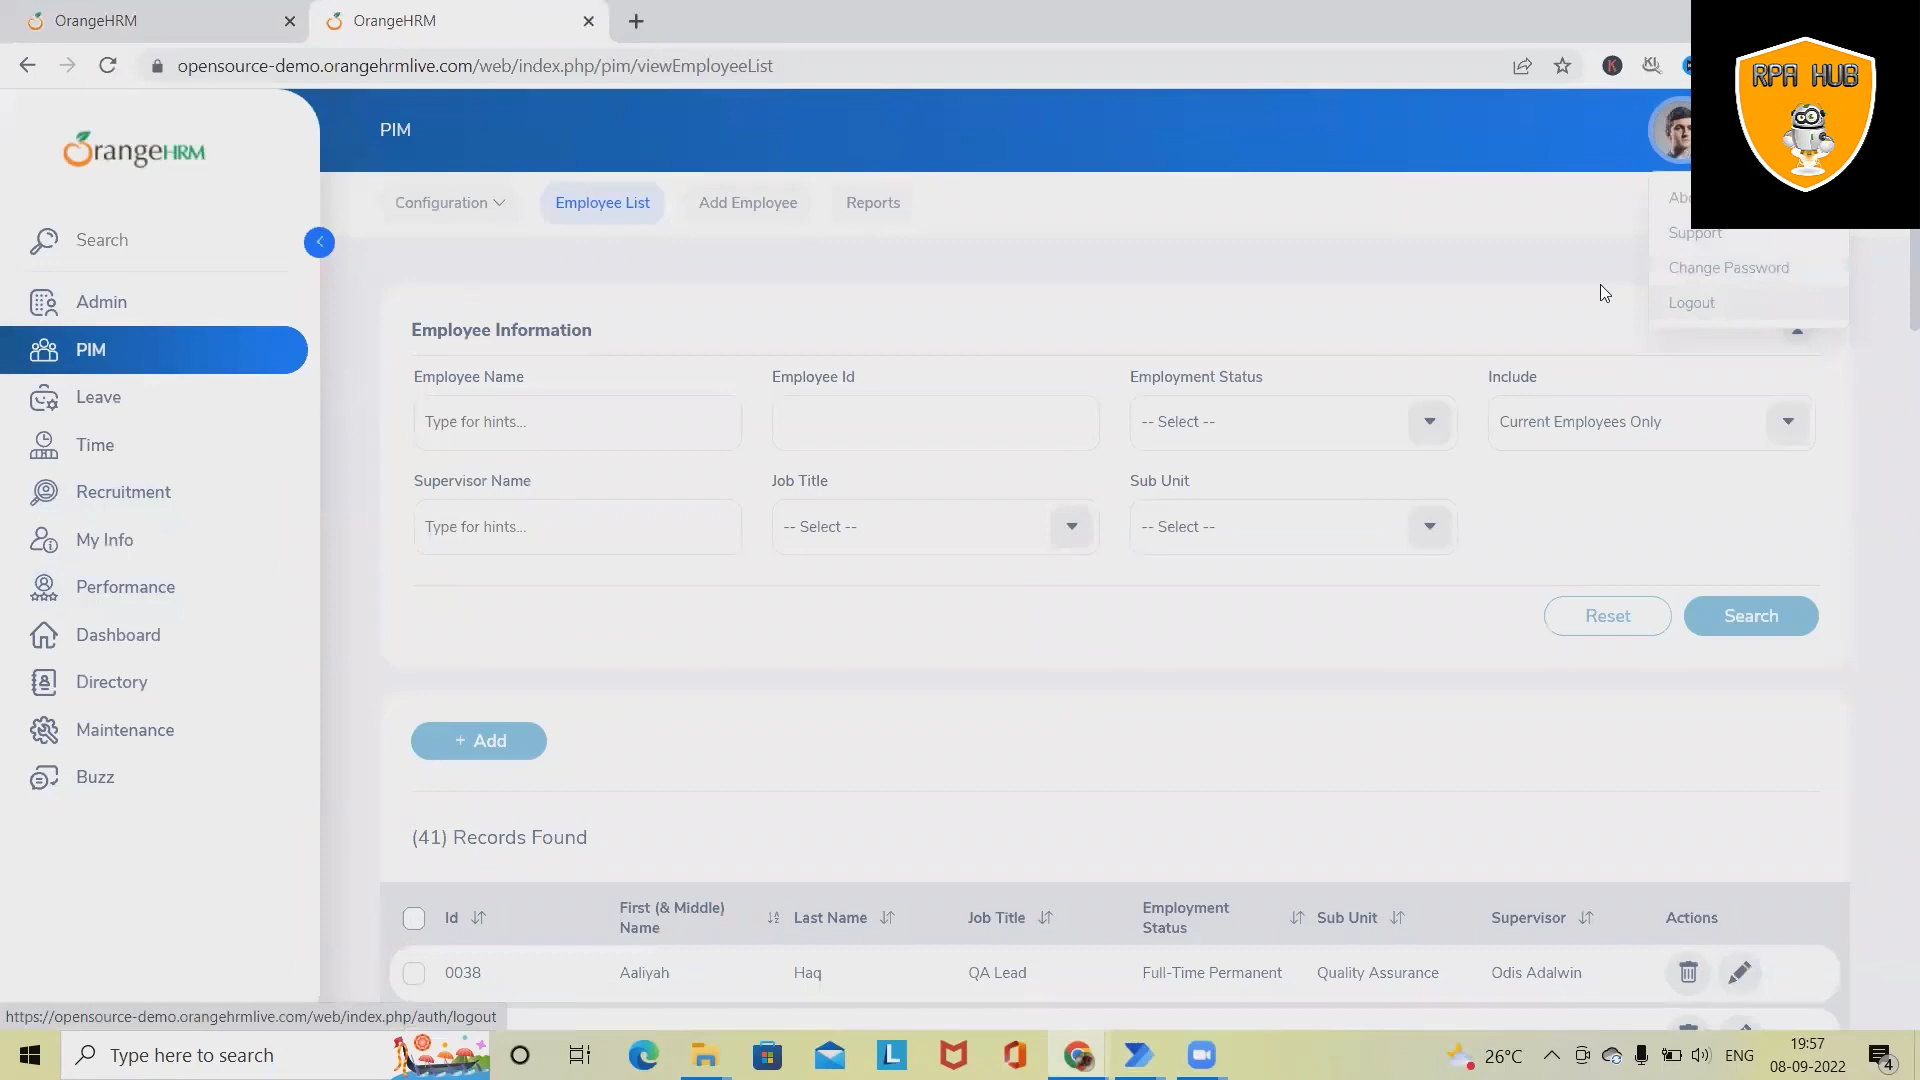 OrangeHRM
OrangeHRM
opensource-demo.orangehrmlive.com/web/index.php/pim/viewEmployeeList
RPA HUB
OrangeHRM
PIM
Configuration
Employee List
Add Employee
Reports
Support
Change Password
Logout
Search
Admin
PIM
Leave
Time
Recruitment
My Info
Performance
Dashboard
Directory
Maintenance
Buzz
Employee Information
Employee Name
Employee Id
Employment Status
Include
Type for hints...
-- Select --
Current Employees Only
Supervisor Name
Job Title
Sub Unit
Type for hints...
-- Select --
-- Select --
Reset
Search
+ Add
(41) Records Found
Id
First (& Middle)
Name
Last Name
Job Title
Employment
Status
Sub Unit
Supervisor
Actions
0038
Aaliyah
Haq
QA Lead
Full-Time Permanent
Quality Assurance
Odis Adalwin
https://opensource-demo.orangehrmlive.com/web/index.php/auth/logout
Type here to search
26°C
ENG
19:57
08-09-2022
4